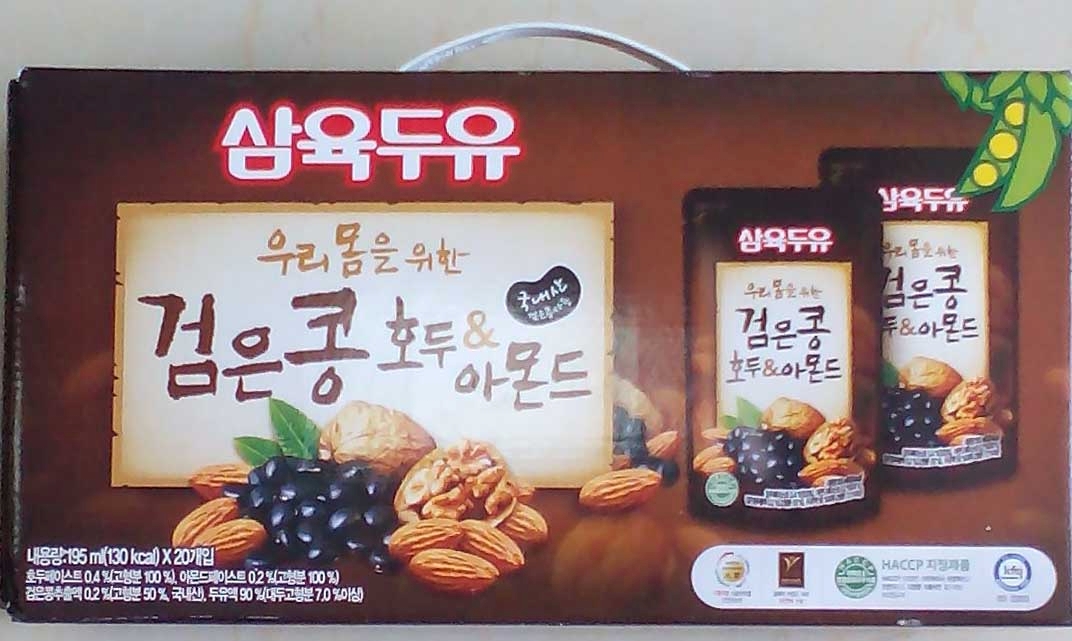 삼육두유
우리 몸을 위한
검은콩 호두&아몬드
국내산
내용량:195 ml(130 kcal) X 20개입
호두페이스트 0.4 %(고형분 100 %), 아몬드페이스트 0.2 %(고형분 100 %)
검은콩추출액 0.2 %(고형분 50 %, 국내산), 두유액 90 %(대두고형분 7.0 %이상)
삼육두유
우리 몸을 위한
검은콩
호두&아몬드
삼육두유
우리 몸을 위한
검은콩
두&아몬드
HACCP 지정제품